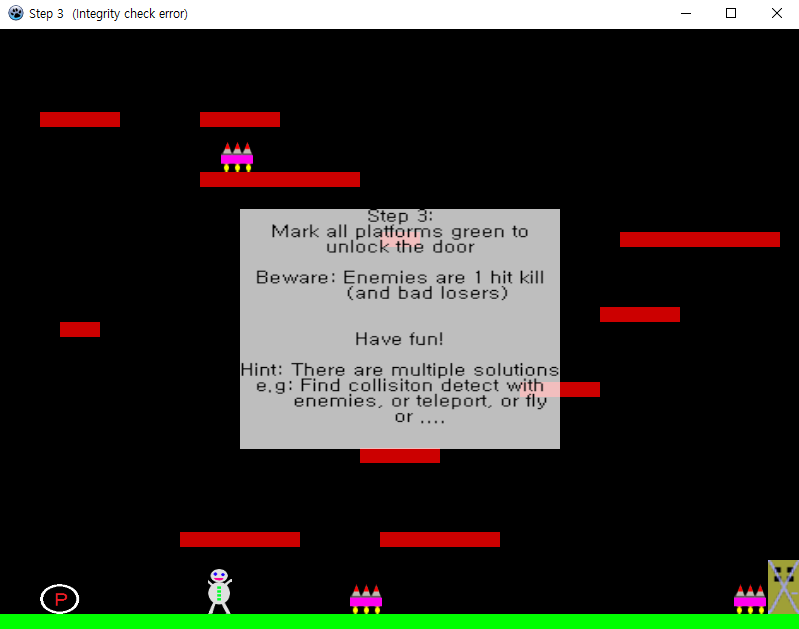 Step 3 (Integrity check error)
Step 3:
Mark all platforms green to
unlock the door
Beware: Enemies are 1 hit kill
(and bad losers)
Have fun!
Hint: There are multiple solutions
e.g: Find collisiton detect with
enemies, or teleport, or fly
or ....
P